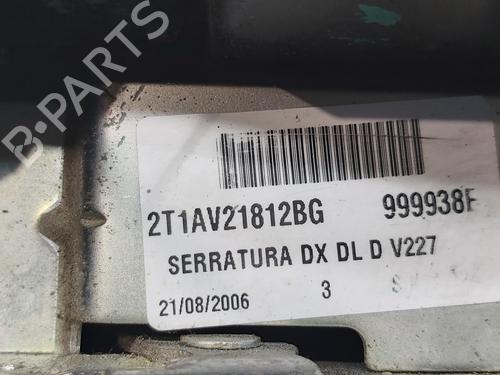 B-PARTS
2T1AV21812BG 999938F
SERRATURA DX DL D V227
21/08/2006 3